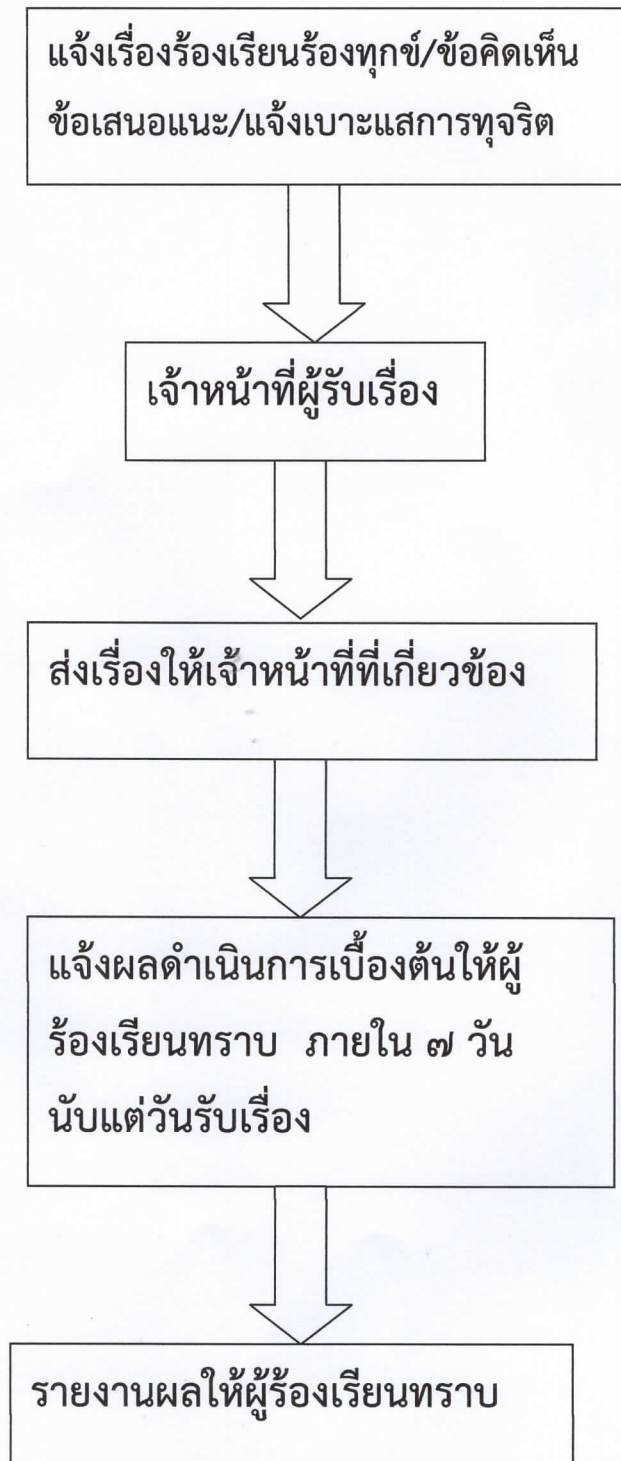 แจ้งเรื่องร้องเรียนร้องทุกข์/ข้อคิดเห็น
ข้อเสนอแนะ/แจ้งเบาะแสการทุจริต
เจ้าหน้าที่ผู้รับเรื่อง
ส่งเรื่องให้เจ้าหน้าที่ที่เกี่ยวข้อง
แจ้งผลดำเนินการเบื้องต้นให้ผู้
ร้องเรียนทราบ ภายใน ๗ วัน
นับแต่วันรับเรื่อง
รายงานผลให้ผู้ร้องเรียนทราบ